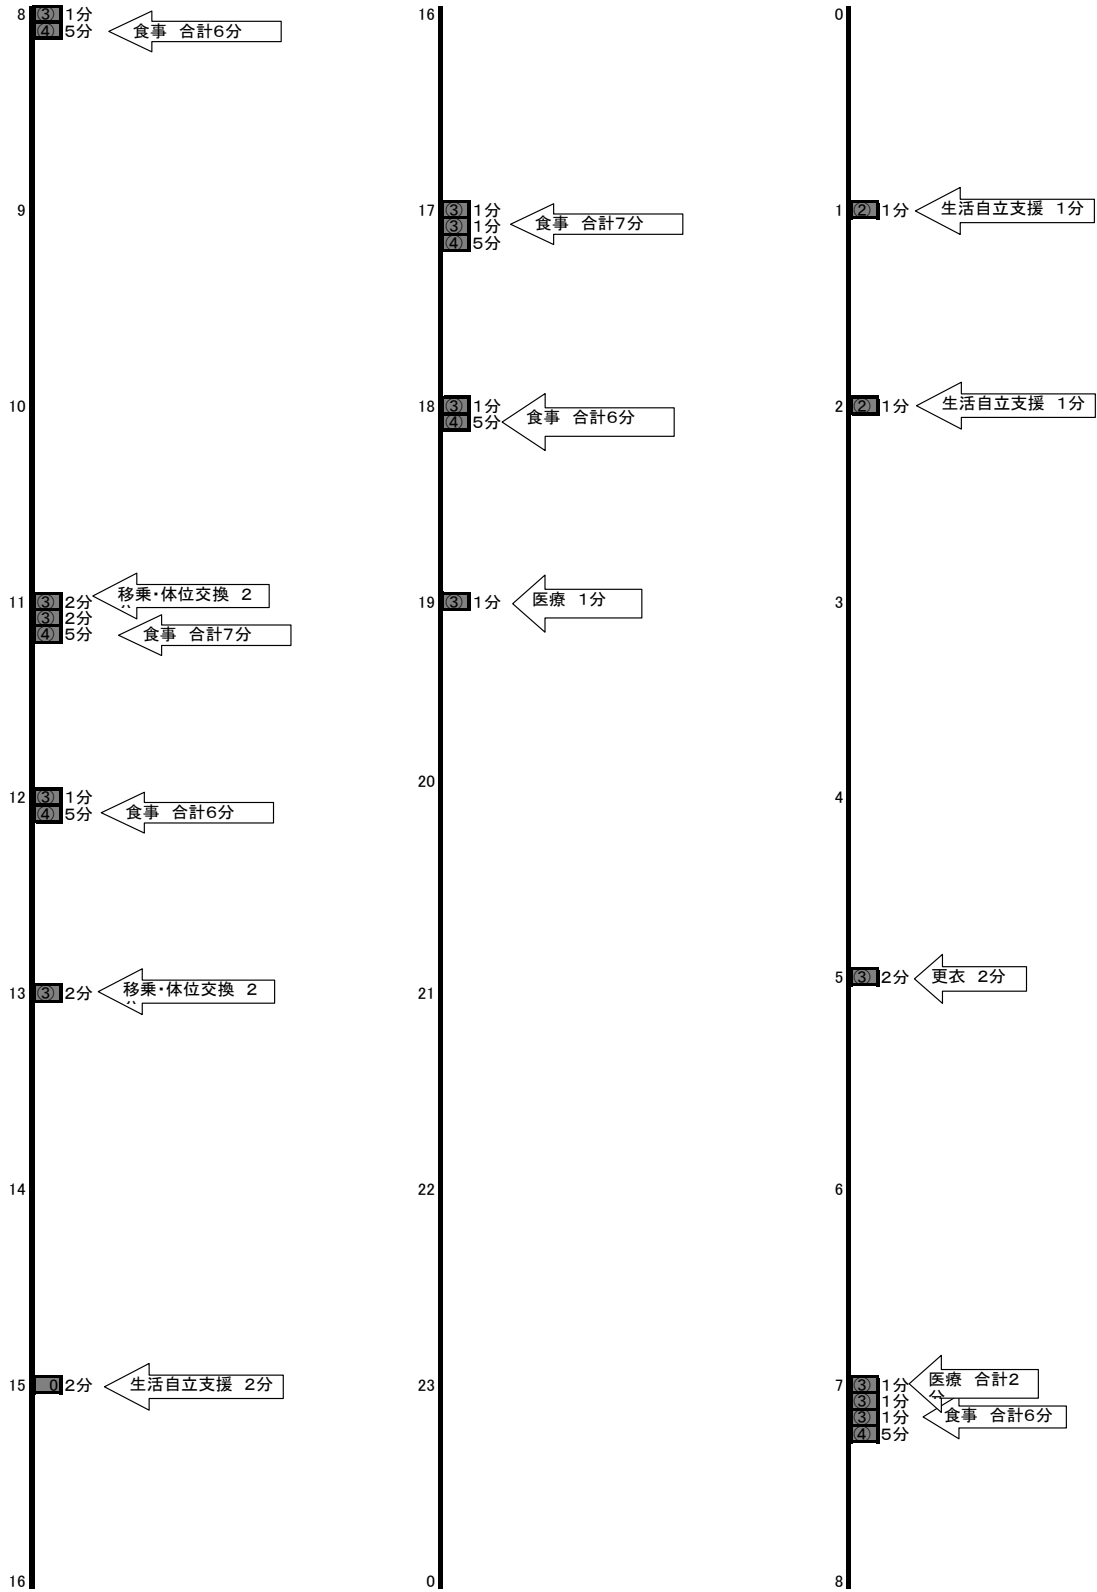 8 (3) 1分
(4) 5分 食事 合計6分
9
10
11 (3) 2分 移乗・体位交換 2
(3) 2分
(4) 5分 食事 合計7分
12 (3) 1分
(4) 5分 食事 合計6分
13 (3) 2分 移乗・体位交換 2
14
15 0 2分 生活自立支援 2分
16
16
17 (3) 1分
(3) 1分 食事 合計7分
(4) 5分
18 (3) 1分
(4) 5分 食事 合計6分
19 (3) 1分 医療 1分
20
21
22
23
0
0
1 (2) 1分 生活自立支援 1分
2 (2) 1分 生活自立支援 1分
3
4
5 (3) 2分 更衣 2分
6
7 (3) 1分 医療 合計2
(3) 1分
(3) 1分 食事 合計6分
(4) 5分
8